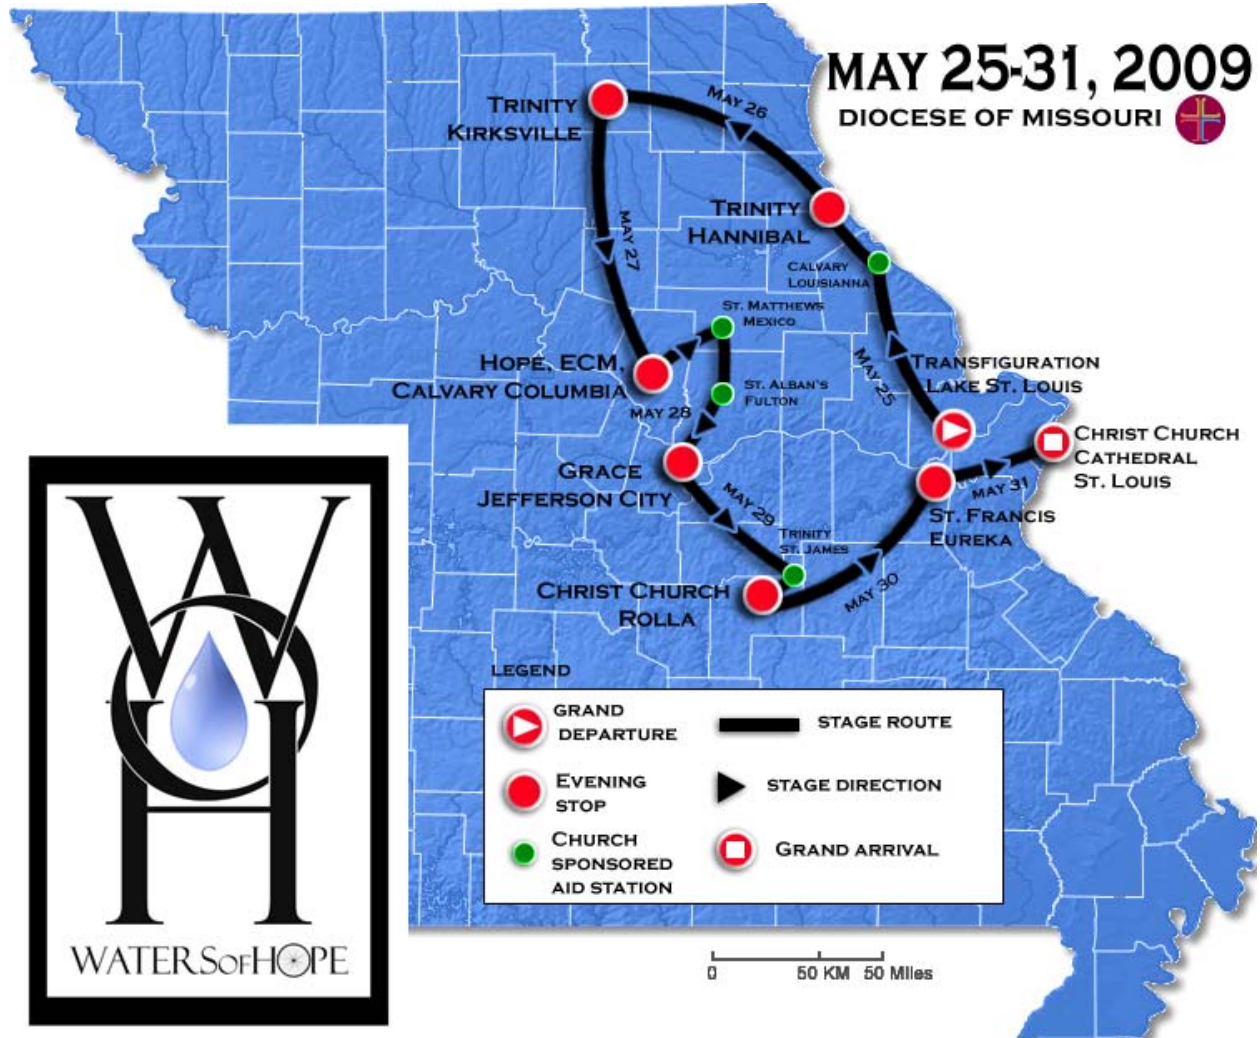 MAY 25-31, 2009
DIOCESE OF MISSOURI
TRINITY
KIRKSVILLE
MAY 26
TRINITY
HANNIBAL
MAY 27
CALVARY
LOUISIANNA
ST. MATTHEWS
MEXICO
HOPE, ECM,
CALVARY COLUMBIA
ST. ALBAN'S
FULTON
MAY 28
MAY 25
TRANSFIGURATION
LAKE ST. LOUIS
CHRIST CHURCH
CATHEDRAL
ST. LOUIS
GRACE
JEFFERSON CITY
MAY 29
MAY 31
ST. FRANCIS
EUREKA
TRINITY
ST. JAMES
CHRIST CHURCH
ROLLA
MAY 30
LEGEND
GRAND
DEPARTURE
STAGE ROUTE
EVENING
STOP
STAGE DIRECTION
CHURCH
SPONSORED
AID STATION
GRAND ARRIVAL
WOH
WATERSOFHOPE
0 50 KM 50 Miles